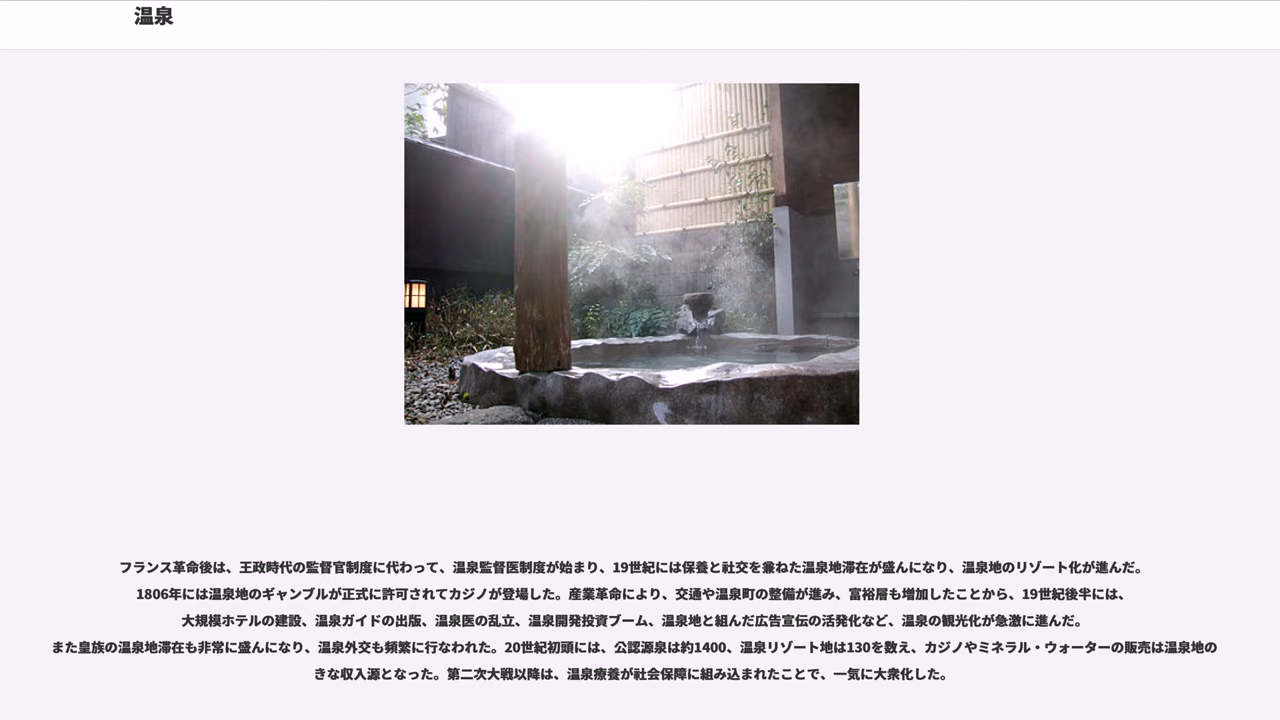 温泉
フランス革命後は、王政時代の監督官制度に代わって、温泉監督医制度が始まり、19世紀には保養と社交を兼ねた温泉地滞在が盛んになり、温泉地のリゾート化が進んだ。
1806年には温泉地のギャンブルが正式に許可されてカジノが登場した。産業革命により、交通や温泉町の整備が進み、富裕層も増加したことから、19世紀後半には、
大規模ホテルの建設、温泉ガイドの出版、温泉医の乱立、温泉開発投資ブーム、温泉地と組んだ広告宣伝の活発化など、温泉の観光化が急激に進んだ。
また皇族の温泉地滞在も非常に盛んになり、温泉外交も頻繁に行なわれた。20世紀初頭には、公認源泉は約1400、温泉リゾート地は130を数え、カジノやミネラル・ウォーターの販売は温泉地の
きな収入源となった。第二次大戦以降は、温泉療養が社会保障に組み込まれたことで、一気に大衆化した。